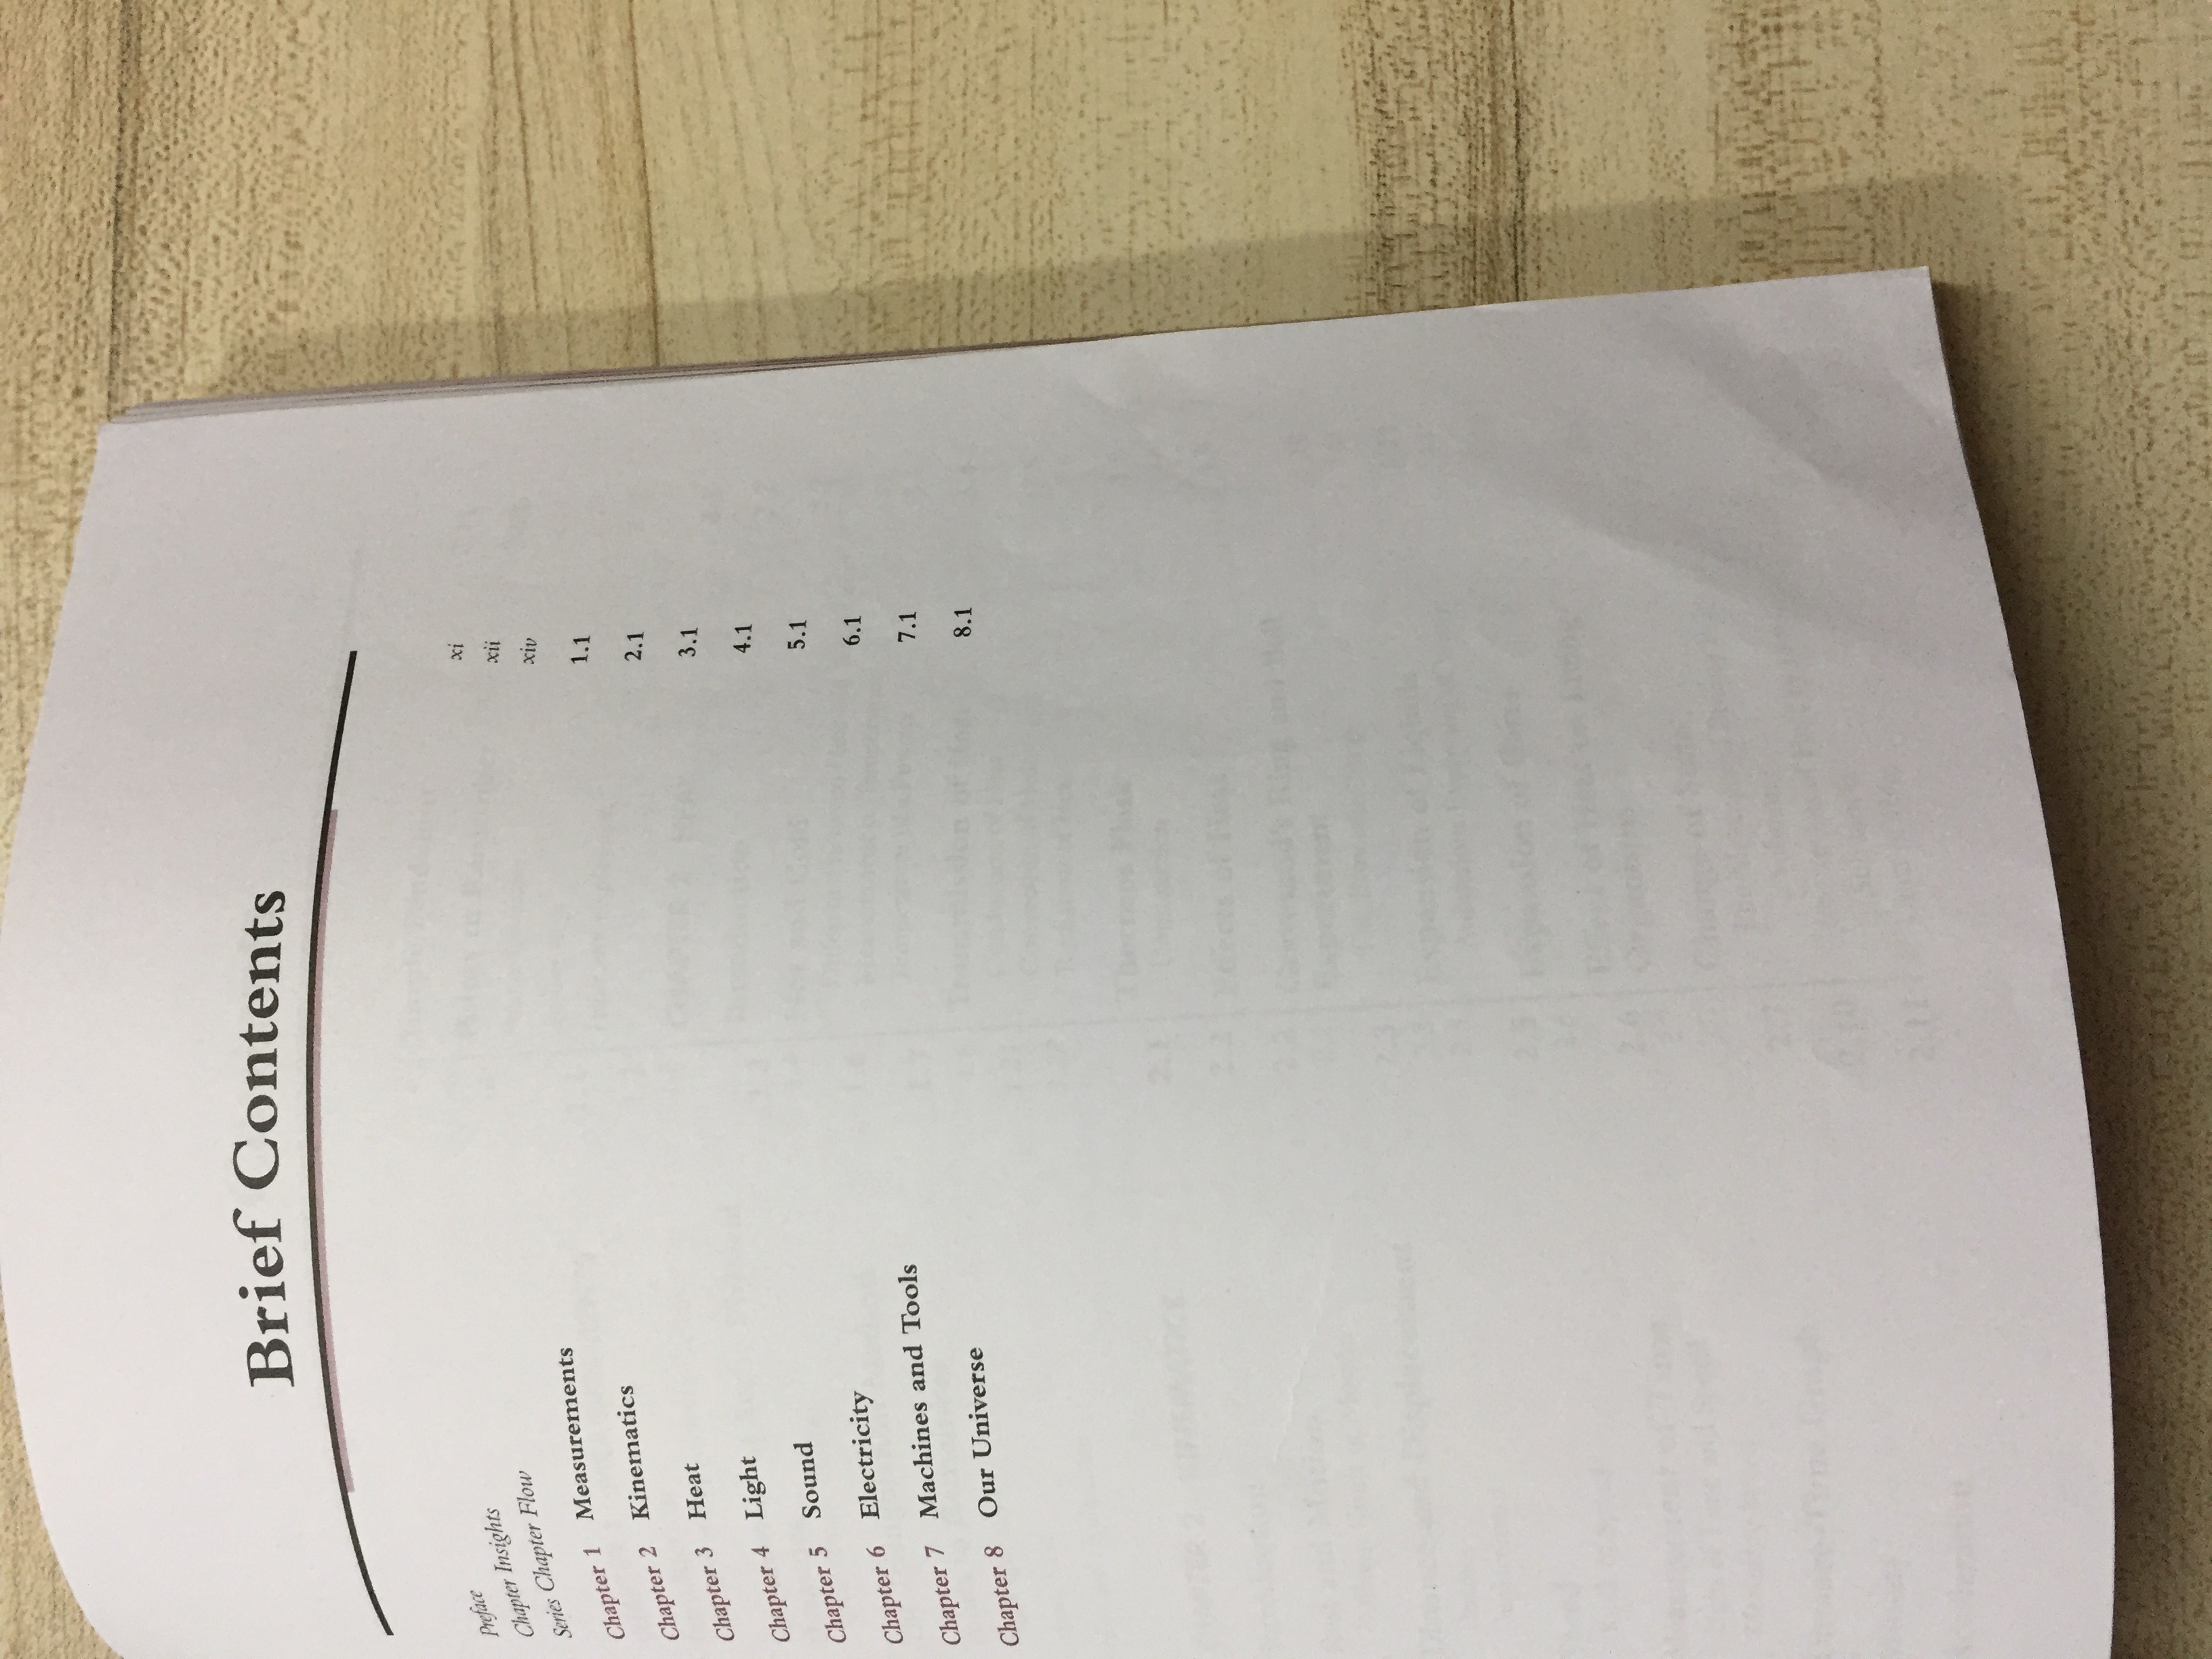 Brief Contents
Preface xi
Chapter Insights xii
Series Chapter Flow xiv
Chapter 1 Measurements 1.1
Chapter 2 Kinematics 2.1
Chapter 3 Heat 3.1
Chapter 4 Light 4.1
Chapter 5 Sound 5.1
Chapter 6 Electricity 6.1
Chapter 7 Machines and Tools 7.1
Chapter 8 Our Universe 8.1